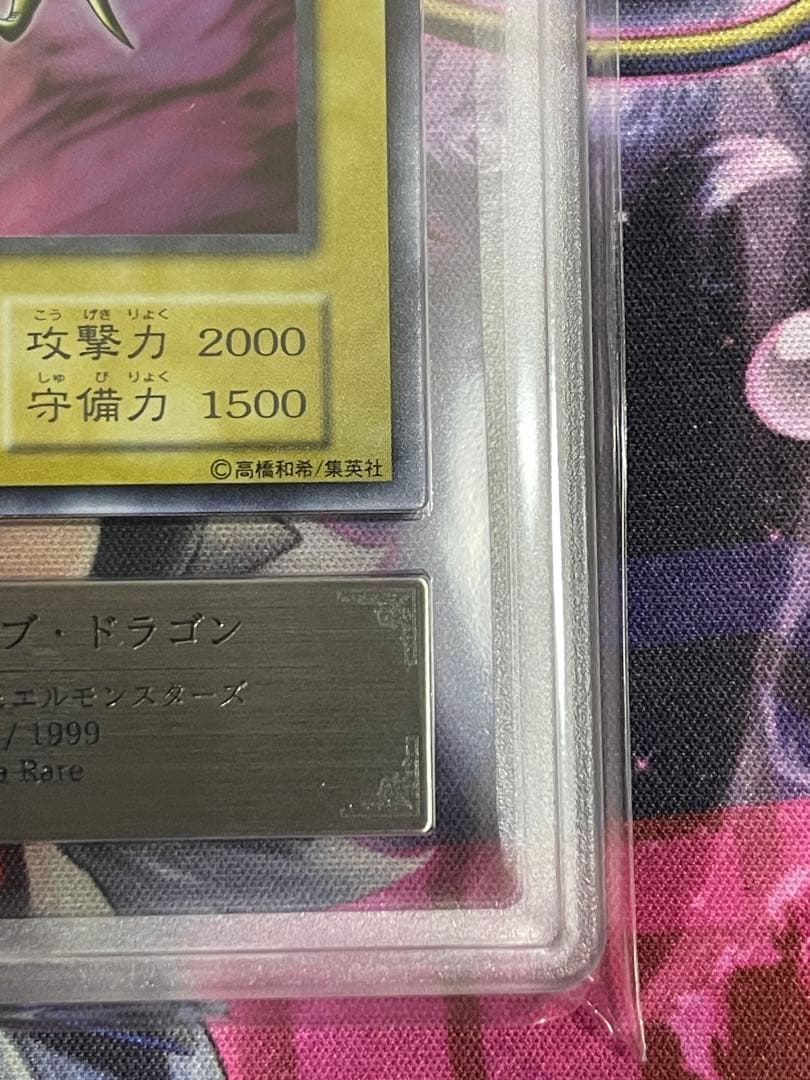 こうげきりょく
攻撃力 2000
しゅびりょく
守備力 1500
©高橋和希/集英社
ブ・ドラゴン
エルモンスターズ
/ 1999
a Rare